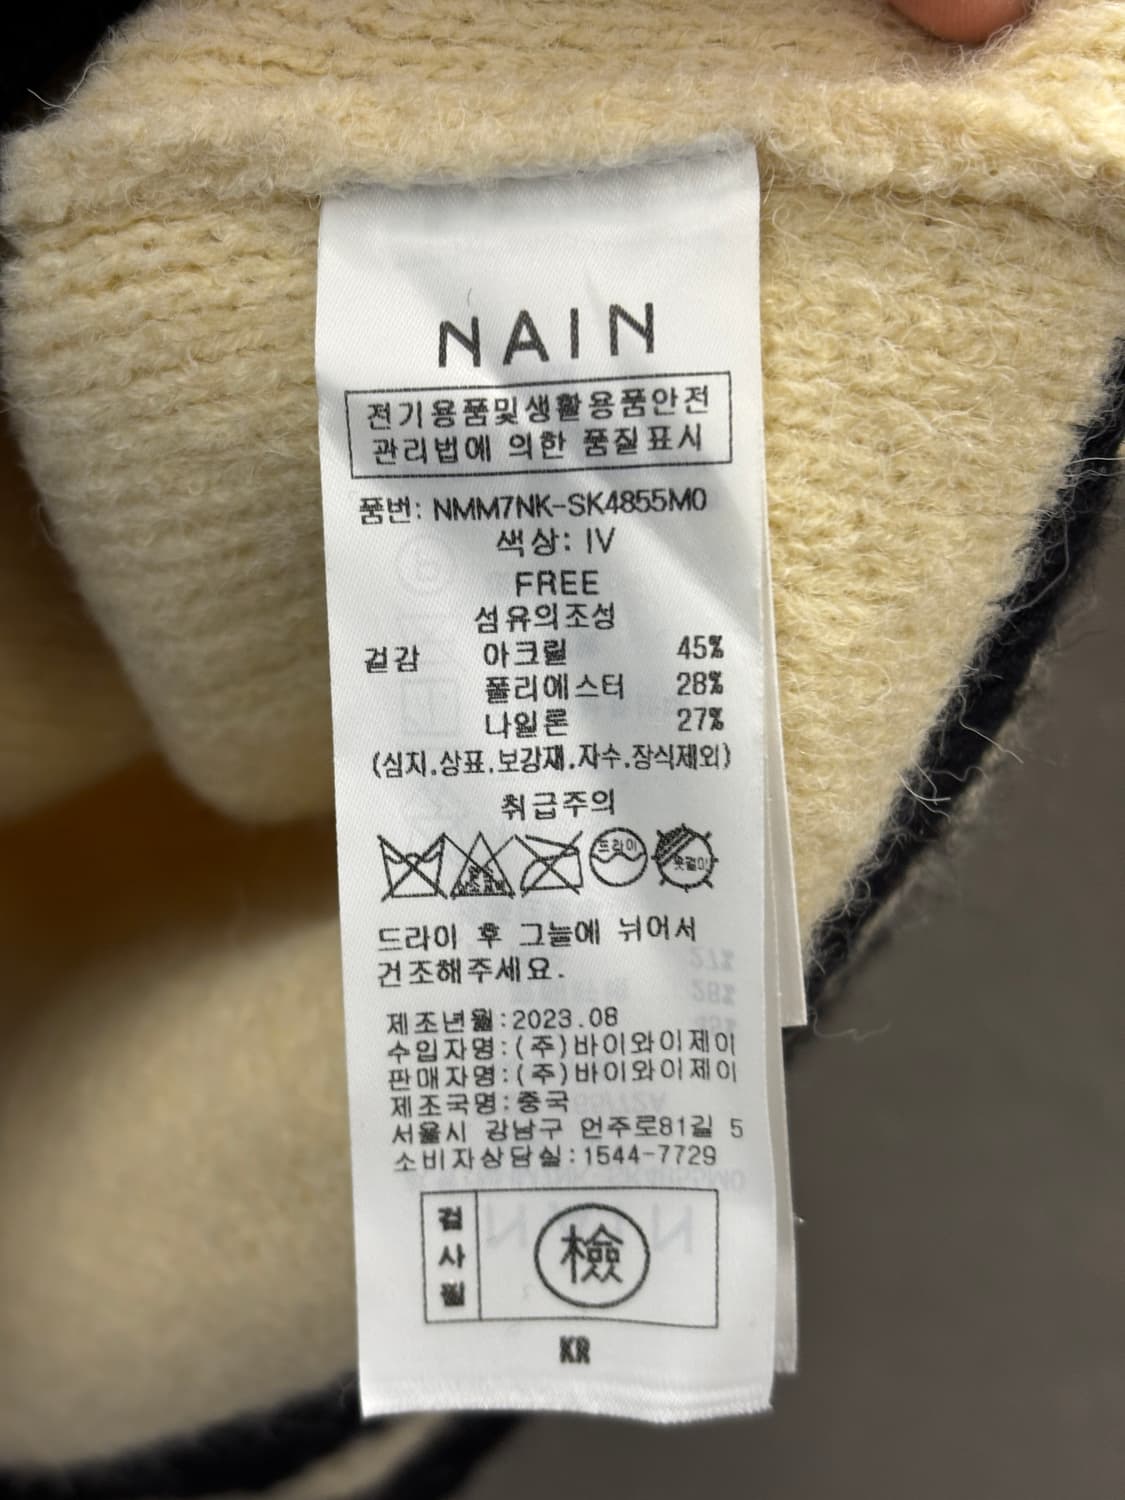 NAIN
전기용품및생활용품안전
관리법에 의한 품질표시
품번: NMM7NK-SK4855M0
색상: IV
FREE
섬유의조성
겉감 아크릴 45%
폴리에스터 28%
나일론 27%
(심지.상표.보강재.자수.장식제외)
취급주의
드라이
옷걸이
드라이 후 그늘에 뉘어서
건조해주세요.
제조년월:2023.08
수입자명:(주)바이와이제이
판매자명:(주)바이와이제이
제조국명:중국
서울시 강남구 언주로81길 5
소비자상담실:1544-7729
검사필 檢
KR